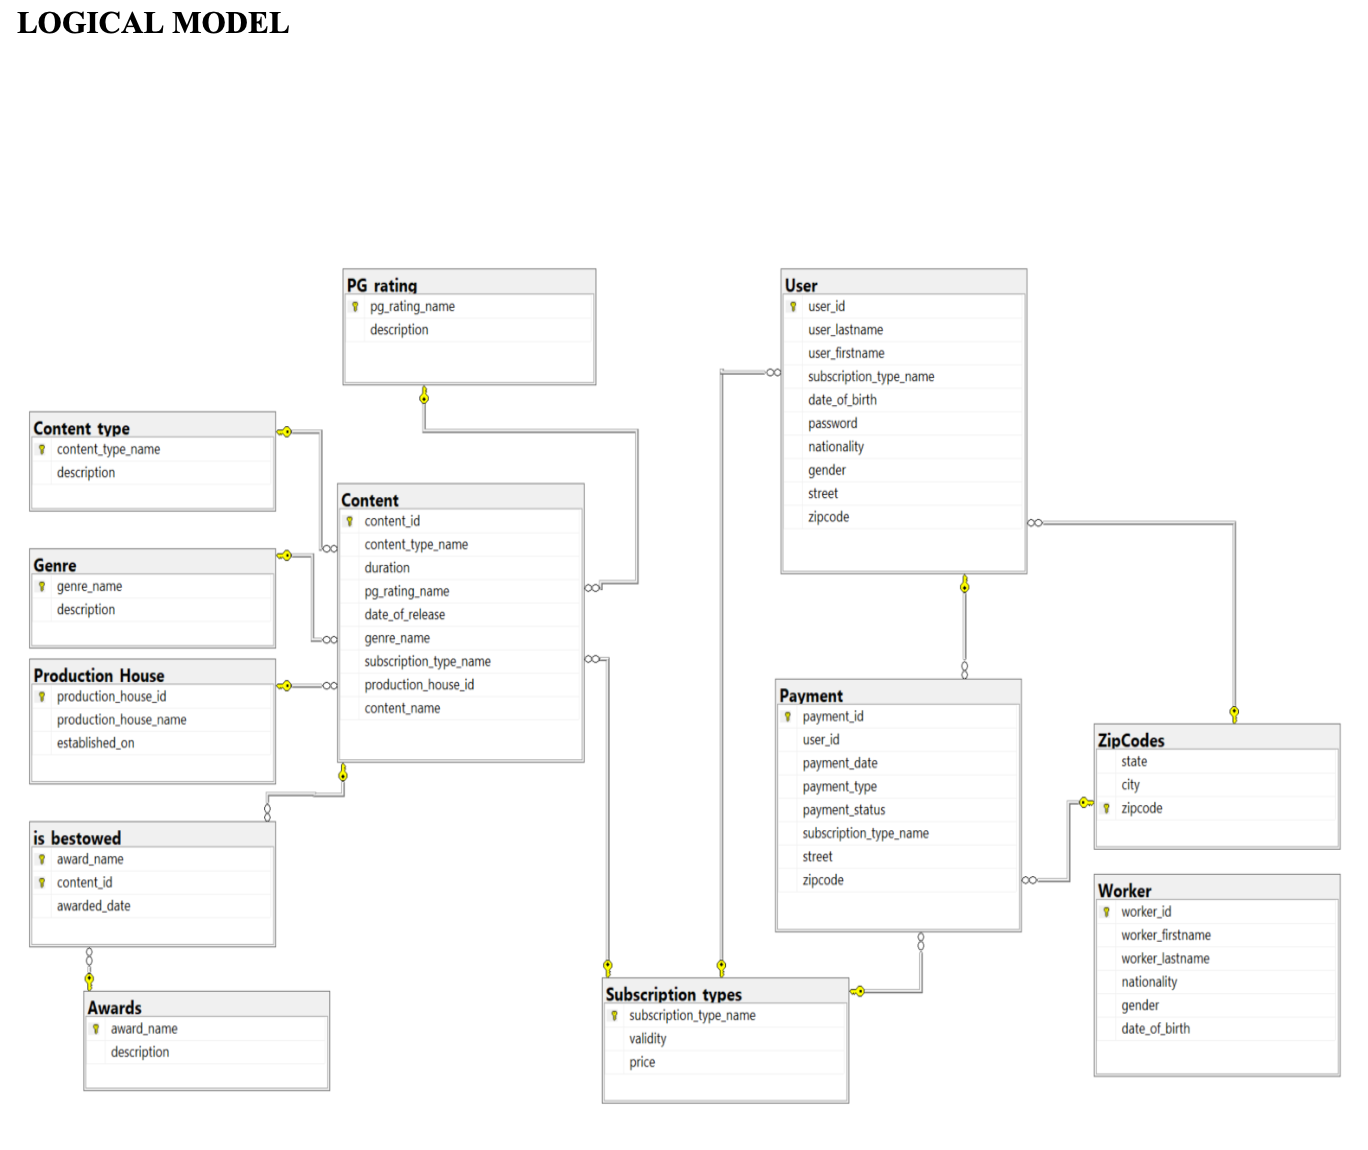 LOGICAL MODEL
PG rating
pg_rating_name
description
User
user_id
user_lastname
user_firstname
subscription_type_name
date_of_birth
password
nationality
gender
street
zipcode
Content type
content_type_name
description
Content
content_id
content_type_name
duration
pg_rating_name
date_of_release
genre_name
subscription_type_name
production_house_id
content_name
Genre
genre_name
description
Production House
production_house_id
production_house_name
established_on
Payment
payment_id
user_id
payment_date
payment_type
payment_status
subscription_type_name
street
zipcode
ZipCodes
state
city
zipcode
is bestowed
award_name
content_id
awarded_date
Worker
worker_id
worker_firstname
worker_lastname
nationality
gender
date_of_birth
Awards
award_name
description
Subscription types
subscription_type_name
validity
price